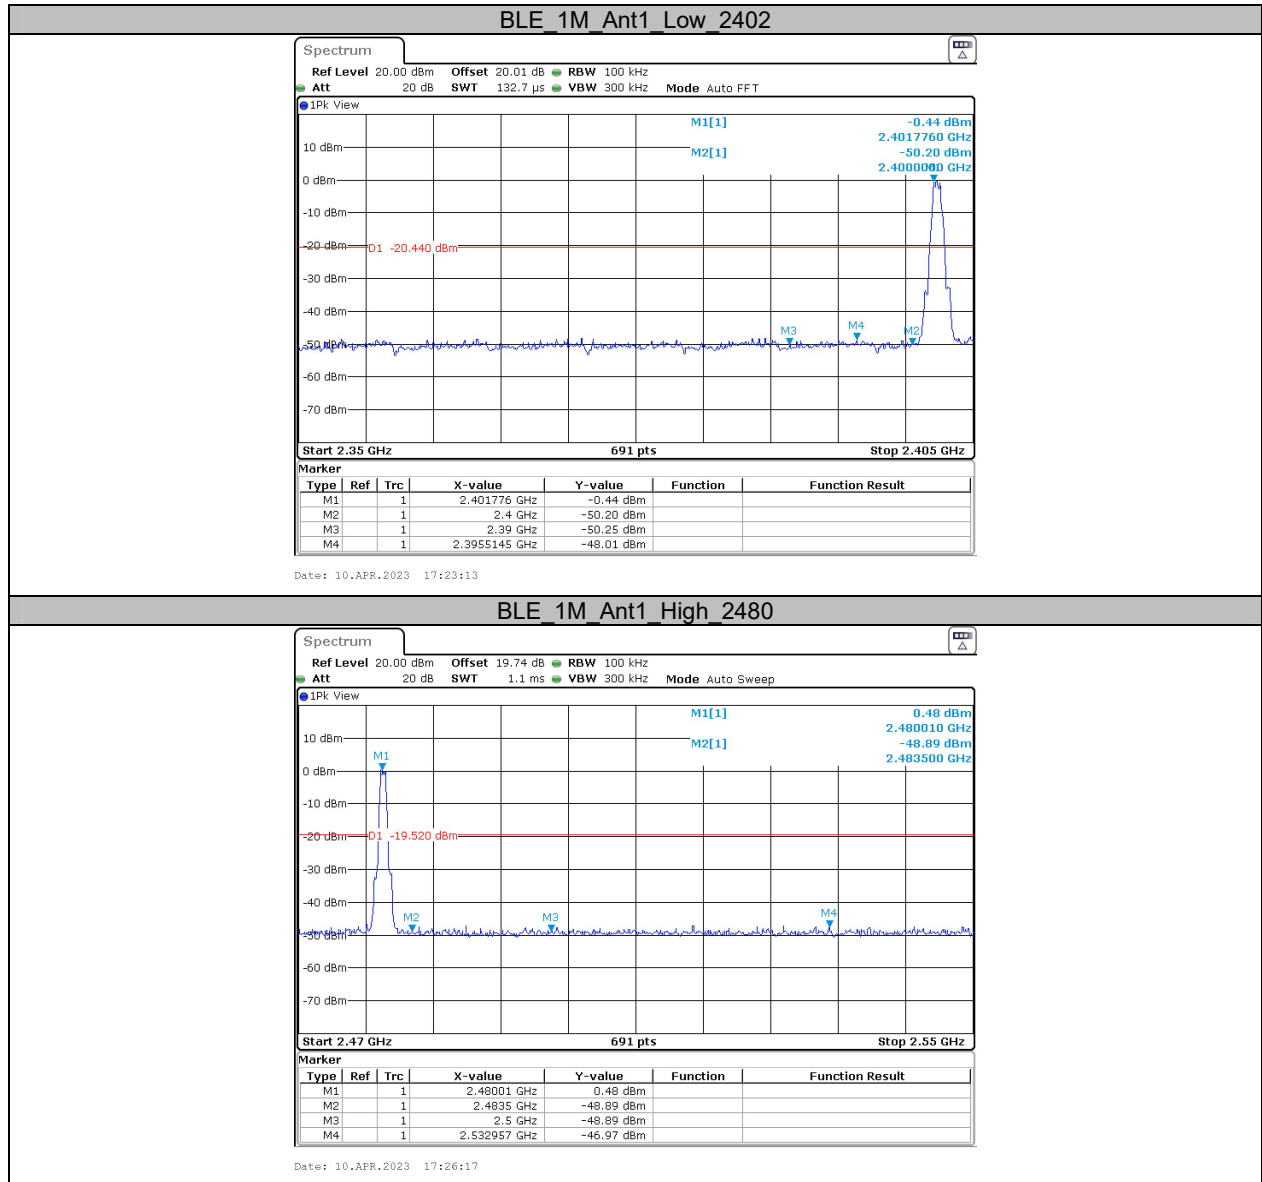 BLE_1M_Ant1_Low_2402
Spectrum
Ref Level 20.00 dBm Offset 20.01 dB RBW 100 kHz
Att 20 dB SWT 132.7 µs VBW 300 kHz Mode Auto FFT
1Pk View
M1[1] -0.44 dBm
2.4017760 GHz
10 dBm
M2[1] -50.20 dBm
2.4000000 GHz
0 dBm
-10 dBm
-20 dBm D1 -20.440 dBm
-30 dBm
-40 dBm
M3 M4 M2
-50 dBm
-60 dBm
-70 dBm
Start 2.35 GHz 691 pts Stop 2.405 GHz
Marker
Type Ref Trc X-value Y-value Function Function Result
M1 1 2.401776 GHz -0.44 dBm
M2 1 2.4 GHz -50.20 dBm
M3 1 2.39 GHz -50.25 dBm
M4 1 2.3955145 GHz -48.01 dBm
Date: 10.APR.2023 17:23:13
BLE_1M_Ant1_High_2480
Spectrum
Ref Level 20.00 dBm Offset 19.74 dB RBW 100 kHz
Att 20 dB SWT 1.1 ms VBW 300 kHz Mode Auto Sweep
1Pk View
M1[1] 0.48 dBm
2.480010 GHz
10 dBm
M2[1] -48.89 dBm
2.483500 GHz
M1
0 dBm
-10 dBm
-20 dBm D1 -19.520 dBm
-30 dBm
-40 dBm
M2 M3 M4
-50 dBm
-60 dBm
-70 dBm
Start 2.47 GHz 691 pts Stop 2.55 GHz
Marker
Type Ref Trc X-value Y-value Function Function Result
M1 1 2.48001 GHz 0.48 dBm
M2 1 2.4835 GHz -48.89 dBm
M3 1 2.5 GHz -48.89 dBm
M4 1 2.532957 GHz -46.97 dBm
Date: 10.APR.2023 17:26:17